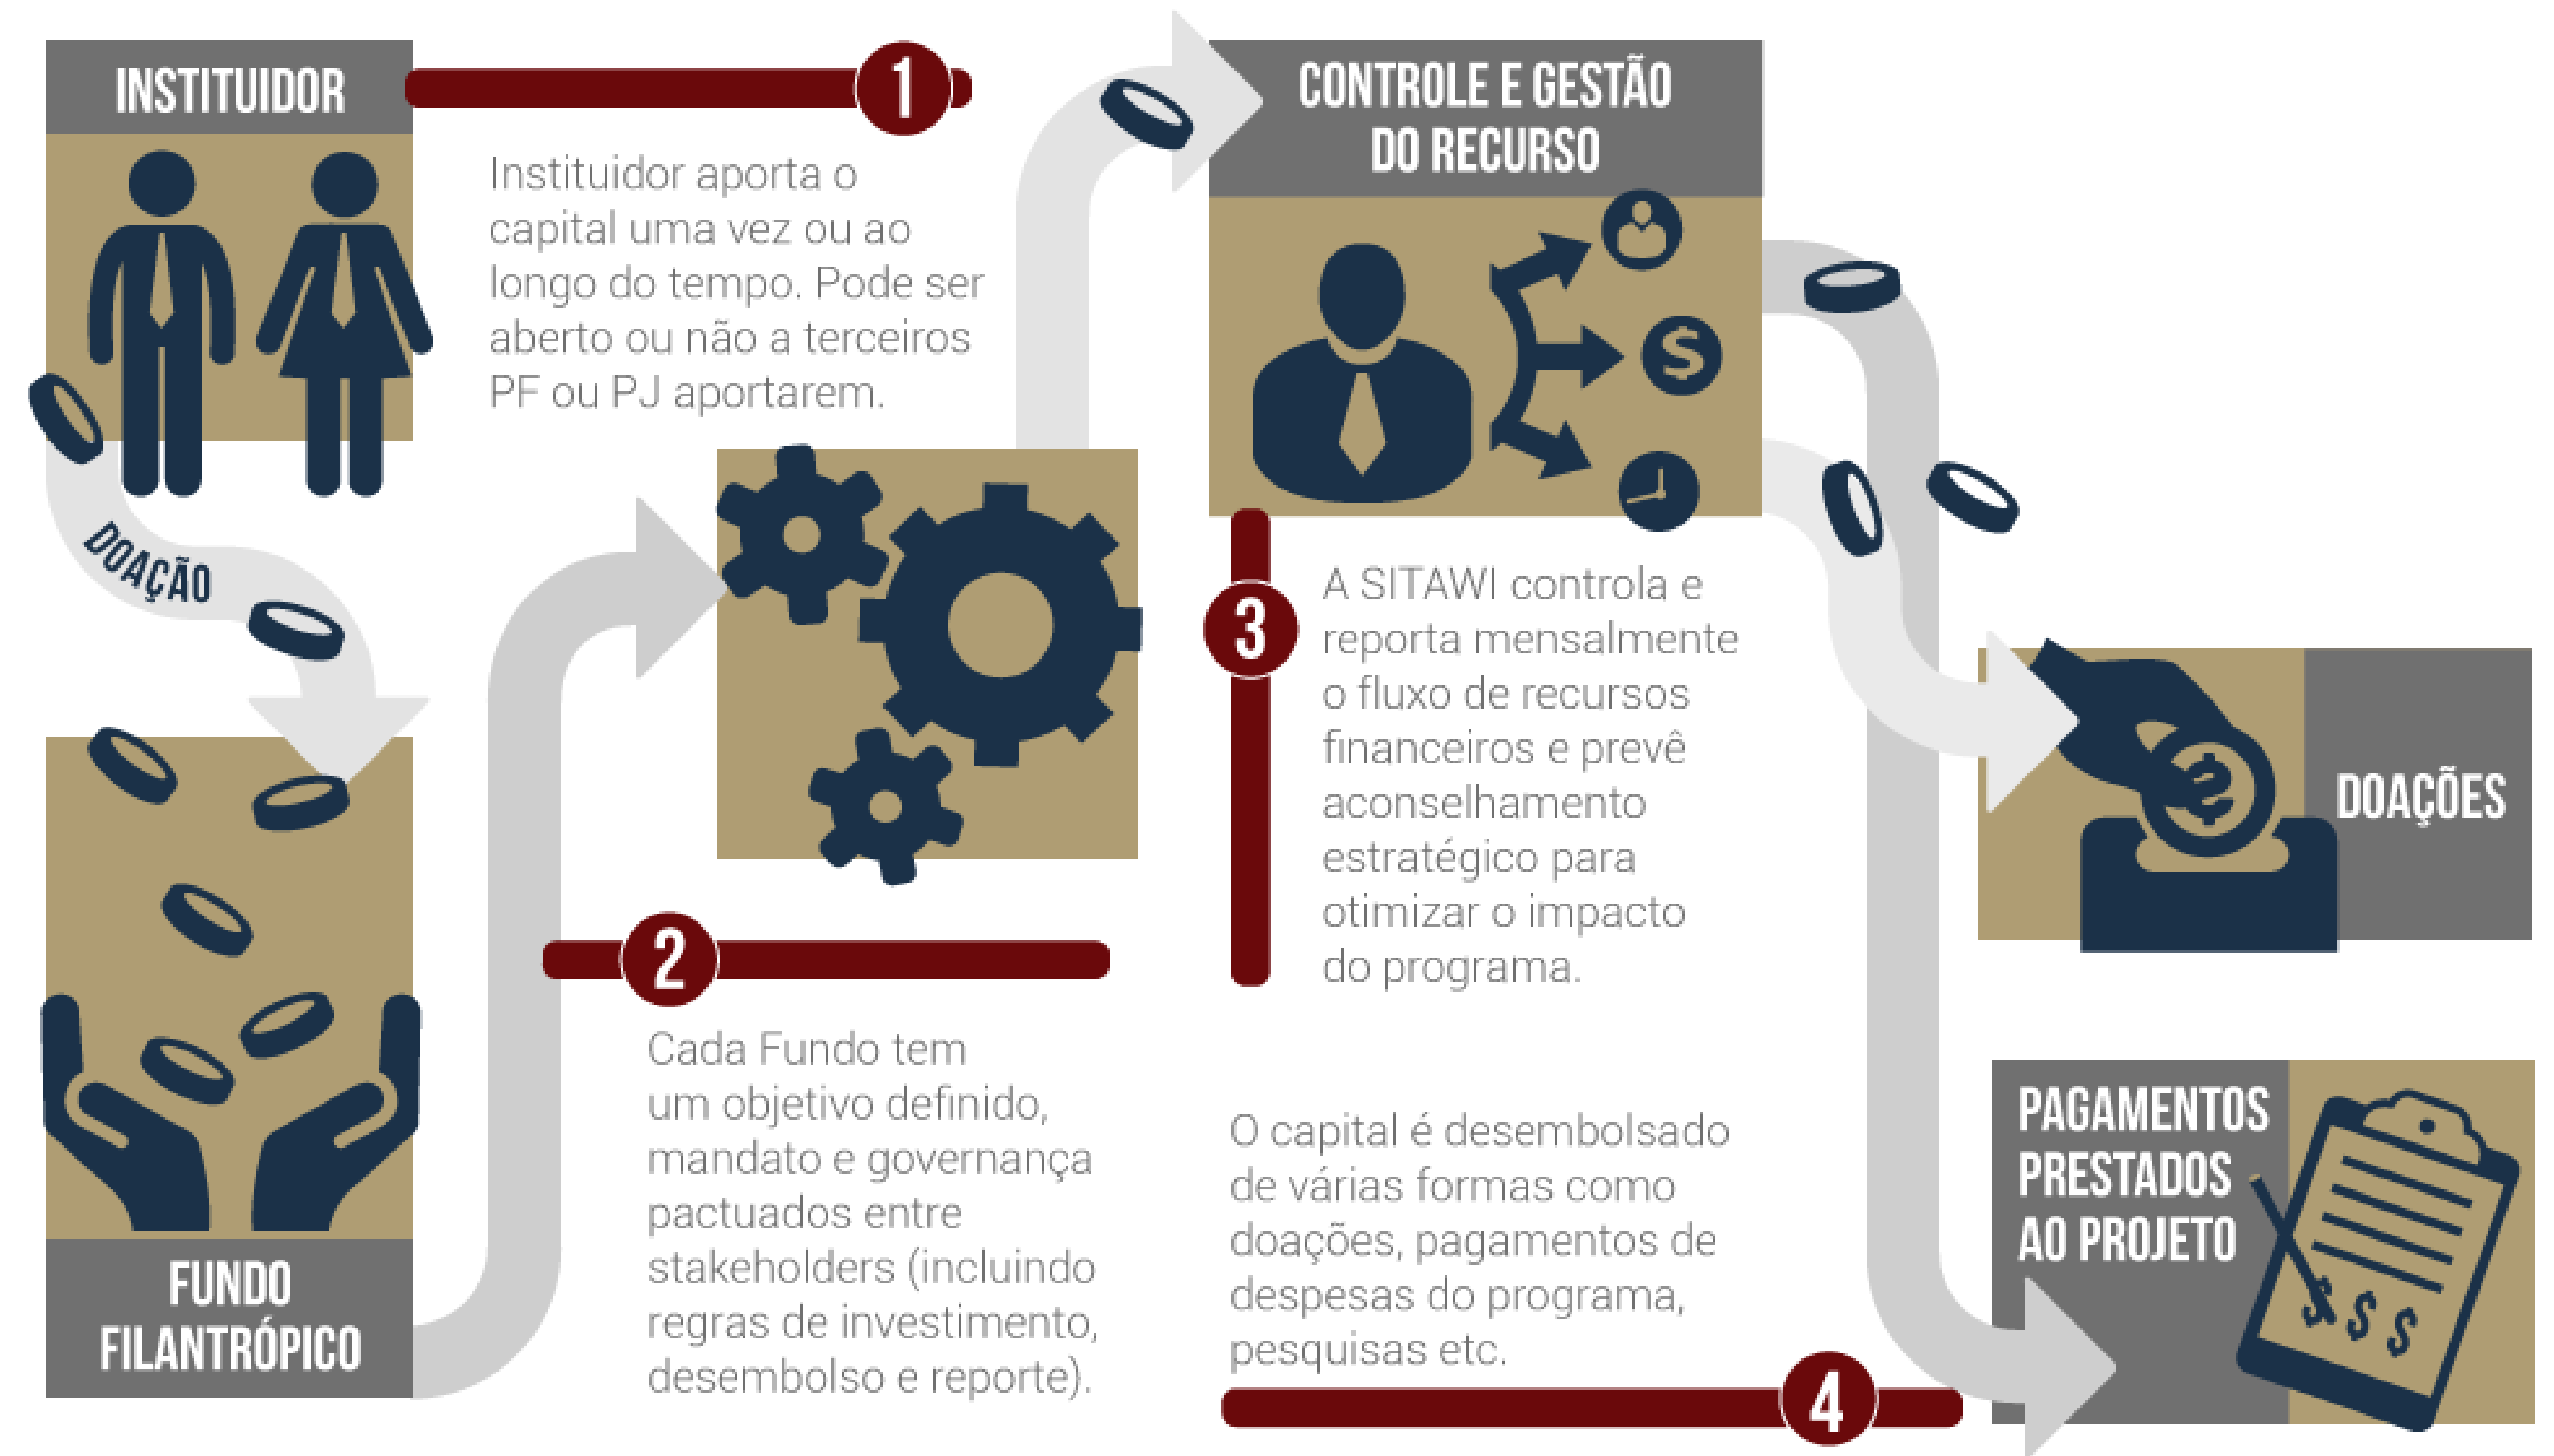 INSTITUIDOR
1
Instituidor aporta o
capital uma vez ou ao
longo do tempo. Pode ser
aberto ou não a terceiros
PF ou PJ aportarem.
DOAÇÃO
FUNDO
FILANTRÓPICO
2
Cada Fundo tem
um objetivo definido,
mandato e governança
pactuados entre
stakeholders (incluindo
regras de investimento,
desembolso e reporte).
CONTROLE E GESTÃO
DO RECURSO
$
3
A SITAWI controla e
reporta mensalmente
o fluxo de recursos
financeiros e prevê
aconselhamento
estratégico para
otimizar o impacto
do programa.
O capital é desembolsado
de várias formas como
doações, pagamentos de
despesas do programa,
pesquisas etc.
4
$
DOAÇÕES
PAGAMENTOS
PRESTADOS
AO PROJETO
$ $ $